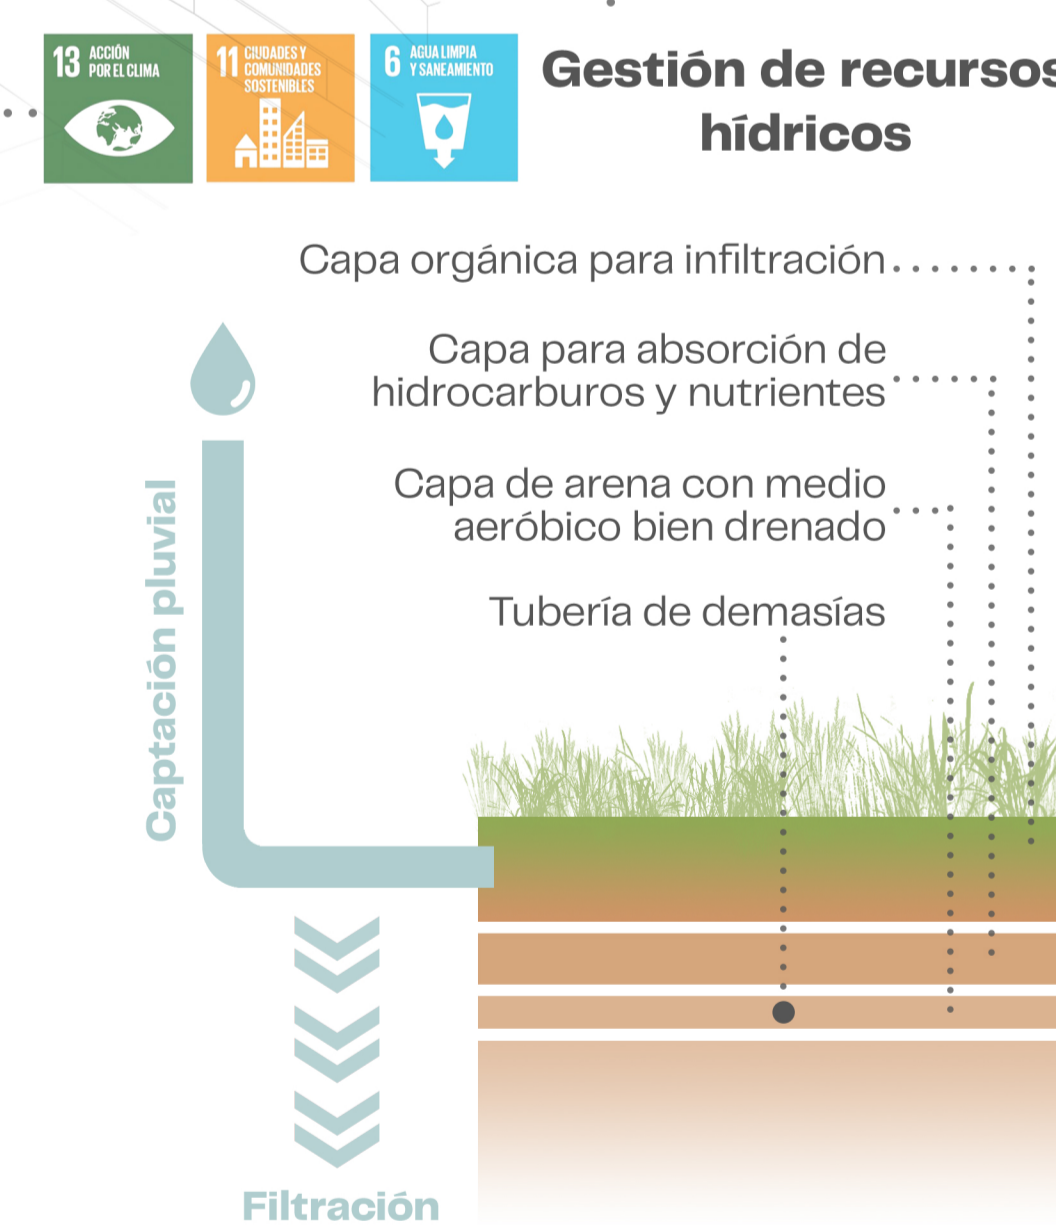 13 ACCIÓN
POR EL CLIMA
11 CIUDADES Y
COMUNIDADES
SOSTENIBLES
6 AGUA LIMPIA
Y SANEAMIENTO
Gestión de recursos
hídricos
Capa orgánica para infiltración
Capa para absorción de
hidrocarburos y nutrientes
Capa de arena con medio
aeróbico bien drenado
Tubería de demasías
Captación pluvial
Filtración